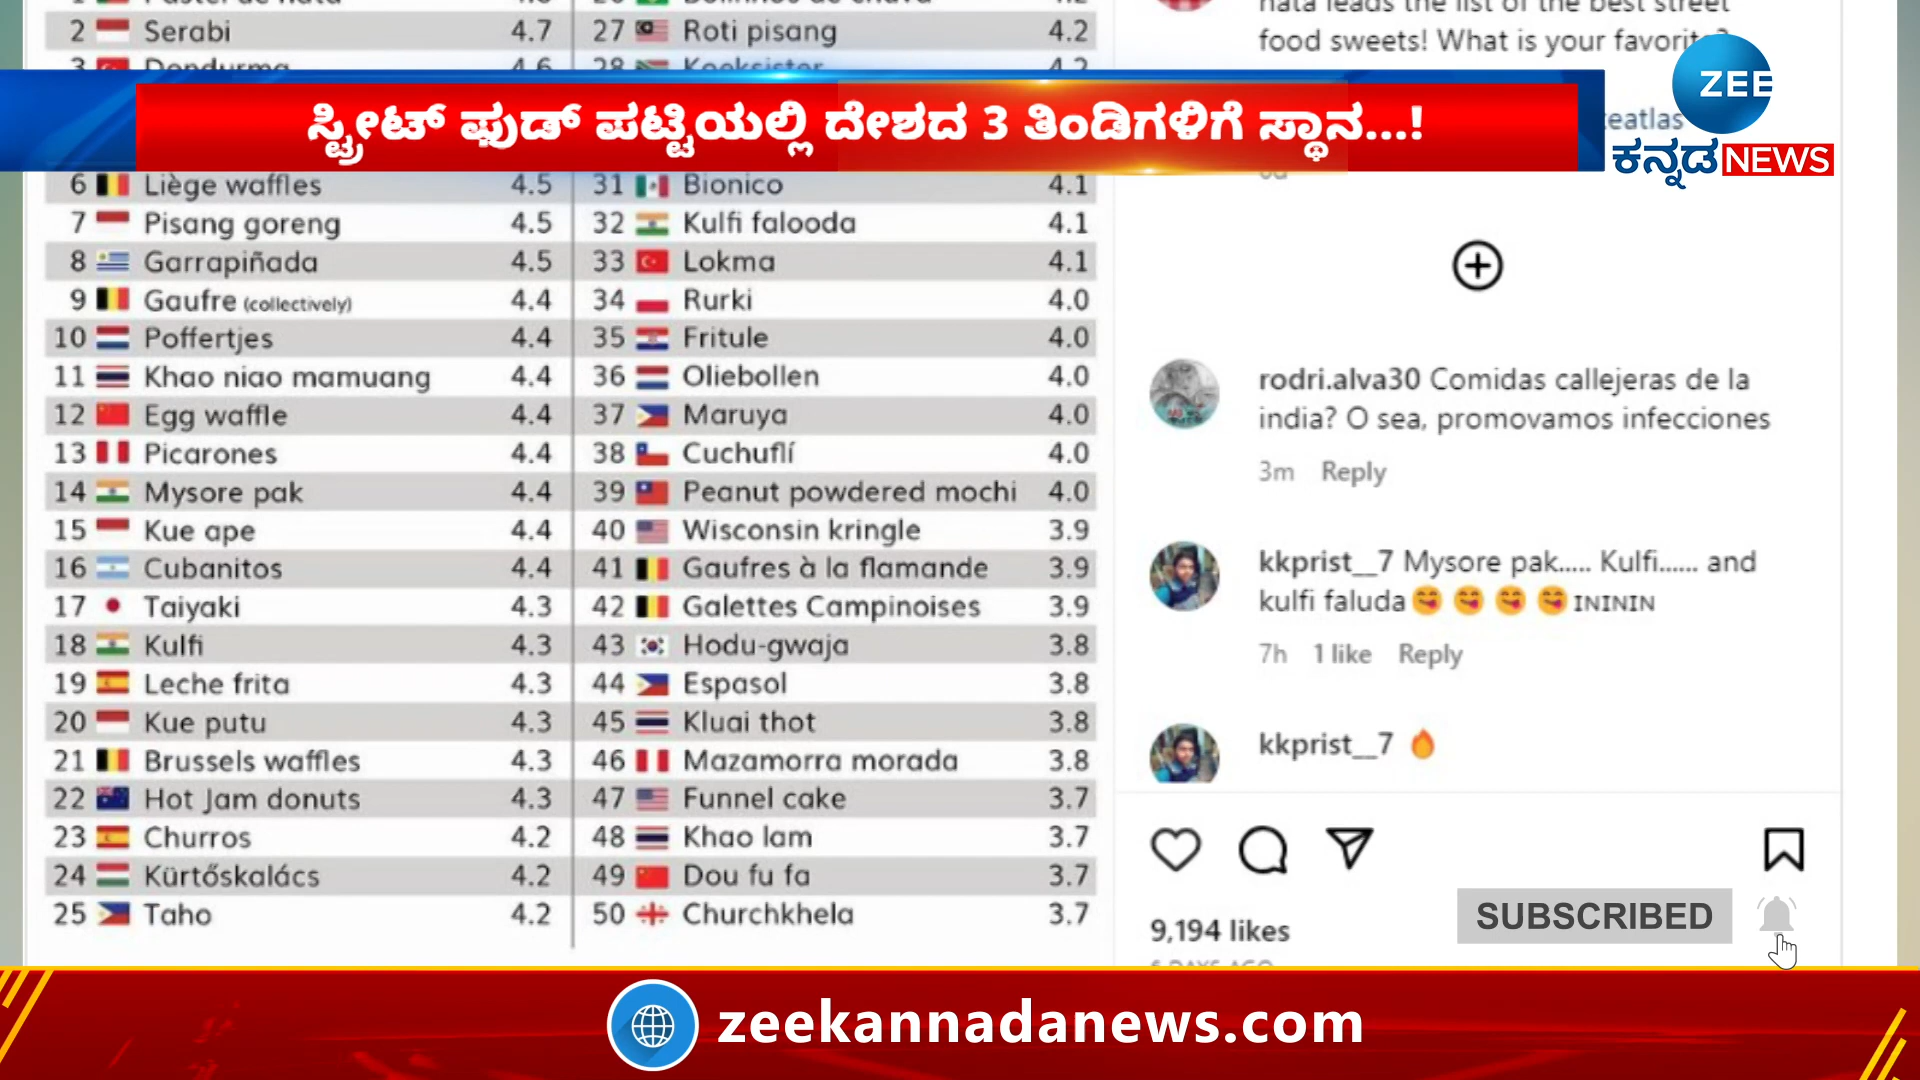 2 Serabi 4.7
27 Roti pisang 4.2
food sweets! What is your favorite?
ಸ್ಟ್ರೀಟ್ ಫುಡ್ ಪಟ್ಟಿಯಲ್ಲಿ ದೇಶದ 3 ತಿಂಡಿಗಳಿಗೆ ಸ್ಥಾನ...!
ZEE
ಕನ್ನಡ NEWS
6 Liège waffles 4.5
7 Pisang goreng 4.5
8 Garrapiñada 4.5
9 Gaufre (collectively) 4.4
10 Poffertjes 4.4
11 Khao niao mamuang 4.4
12 Egg waffle 4.4
13 Picarones 4.4
14 Mysore pak 4.4
15 Kue ape 4.4
16 Cubanitos 4.4
17 Taiyaki 4.3
18 Kulfi 4.3
19 Leche frita 4.3
20 Kue putu 4.3
21 Brussels waffles 4.3
22 Hot Jam donuts 4.3
23 Churros 4.2
24 Kürtőskalács 4.2
25 Taho 4.2
31 Bionico 4.1
32 Kulfi falooda 4.1
33 Lokma 4.1
34 Rurki 4.0
35 Fritule 4.0
36 Oliebollen 4.0
37 Maruya 4.0
38 Cuchuflí 4.0
39 Peanut powdered mochi 4.0
40 Wisconsin kringle 3.9
41 Gaufres à la flamande 3.9
42 Galettes Campinoises 3.9
43 Hodu-gwaja 3.8
44 Espasol 3.8
45 Kluai thot 3.8
46 Mazamorra morada 3.8
47 Funnel cake 3.7
48 Khao lam 3.7
49 Dou fu fa 3.7
50 Churchkhela 3.7
rodri.alva30 Comidas callejeras de la
india? O sea, promovamos infecciones
3m Reply
kkprist__7 Mysore pak..... Kulfi...... and
kulfi faluda😋 😋 😋 😋 INININ
7h 1 like Reply
kkprist__7 🔥
9,194 likes
SUBSCRIBED
zeekannadanews.com